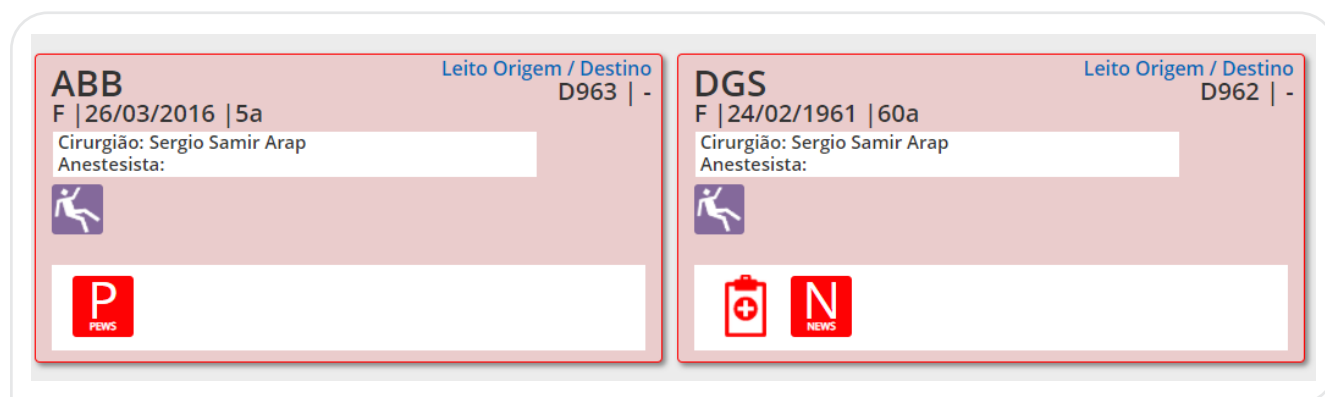 ABB
Leito Origem / Destino
D963 | -
F |26/03/2016 |5a
Cirurgião: Sergio Samir Arap
Anestesista:
P
PEWS
DGS
Leito Origem / Destino
D962 | -
F |24/02/1961 |60a
Cirurgião: Sergio Samir Arap
Anestesista:
N
NEWS